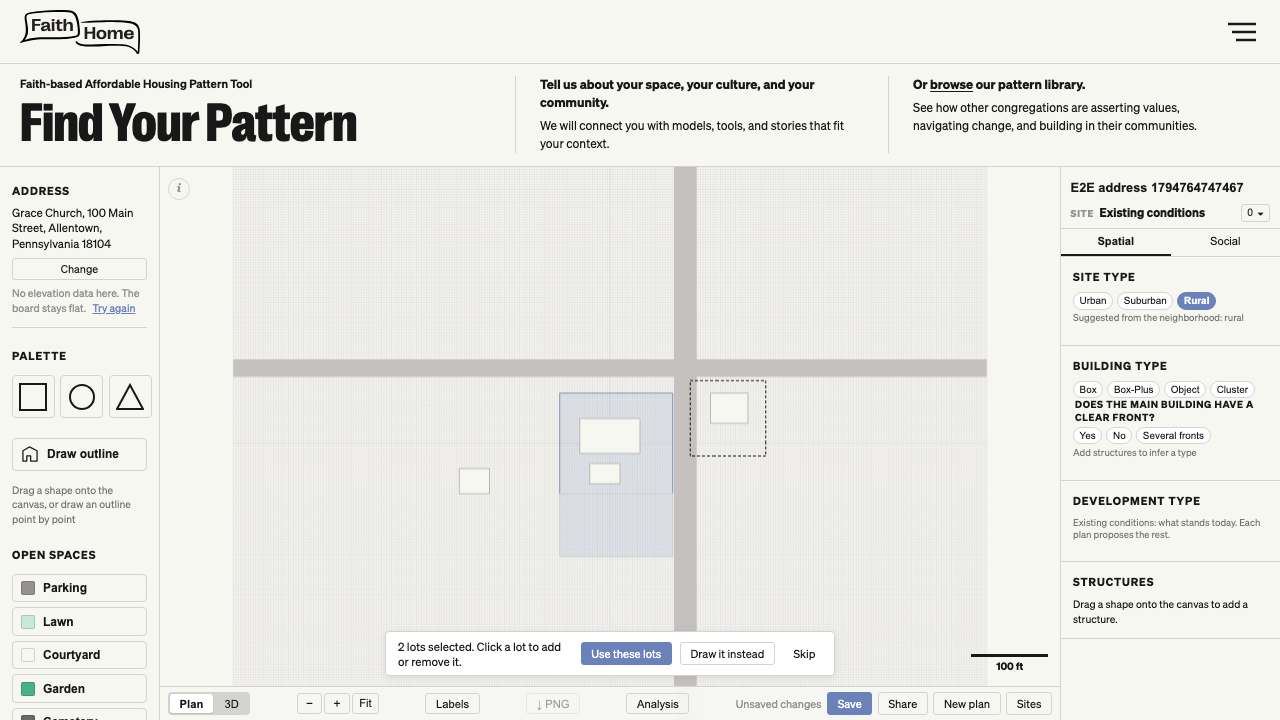 Faith
Home
Faith-based Affordable Housing Pattern Tool
Find Your Pattern
Tell us about your space, your culture, and your
community.
We will connect you with models, tools, and stories that fit
your context.
Or browse our pattern library.
See how other congregations are asserting values,
navigating change, and building in their communities.
ADDRESS
Grace Church, 100 Main
Street, Allentown,
Pennsylvania 18104
Change
No elevation data here. The
board stays flat. Try again
PALETTE
Draw outline
Drag a shape onto the
canvas, or draw an outline
point by point
OPEN SPACES
Parking
Lawn
Courtyard
Garden
Cemetery
i
2 lots selected. Click a lot to add
or remove it.
Use these lots
Draw it instead
Skip
100 ft
Plan
3D
−
+
Fit
Labels
↓ PNG
Analysis
Unsaved changes
Save
Share
New plan
Sites
E2E address 1794764747467
SITE Existing conditions
0
Spatial
Social
SITE TYPE
Urban
Suburban
Rural
Suggested from the neighborhood: rural
BUILDING TYPE
Box
Box-Plus
Object
Cluster
DOES THE MAIN BUILDING HAVE A
CLEAR FRONT?
Yes
No
Several fronts
Add structures to infer a type
DEVELOPMENT TYPE
Existing conditions: what stands today. Each
plan proposes the rest.
STRUCTURES
Drag a shape onto the canvas to add a
structure.